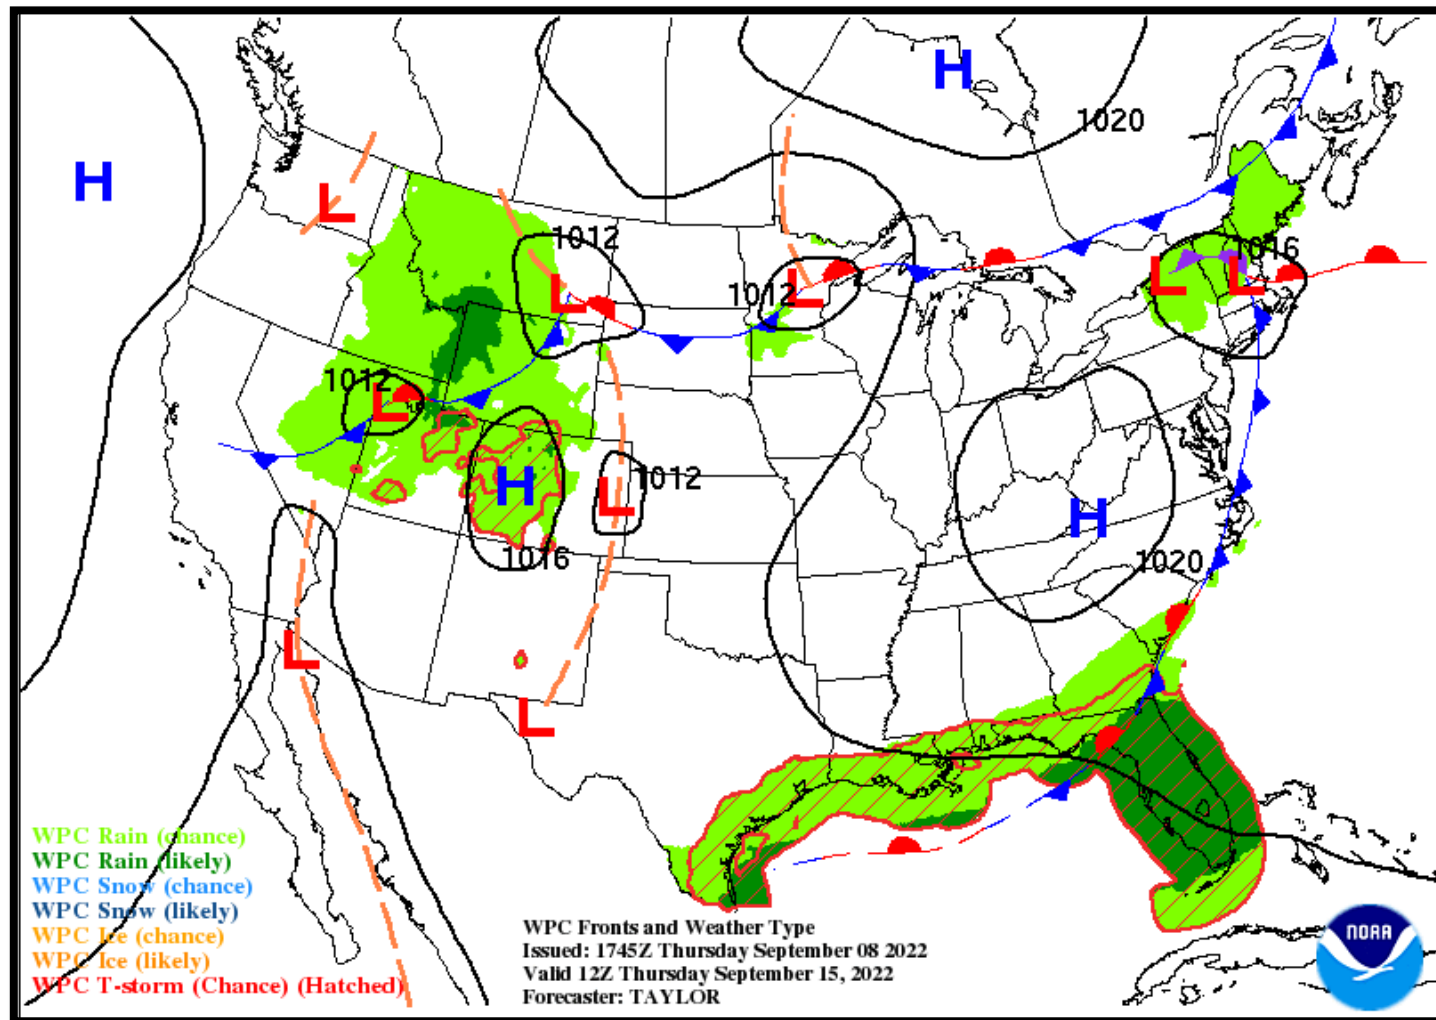 H
1020
H
L
1012
1016
L
L
L
1012
L
1012
L
H
1012
L
H
1016
1020
L
L
WPC Rain (chance)
WPC Rain (likely)
WPC Snow (chance)
WPC Snow (likely)
WPC Ice (chance)
WPC Ice (likely)
WPC T-storm (Chance) (Hatched)
WPC Fronts and Weather Type
Issued: 1745Z Thursday September 08 2022
Valid 12Z Thursday September 15, 2022
Forecaster: TAYLOR
NOAA